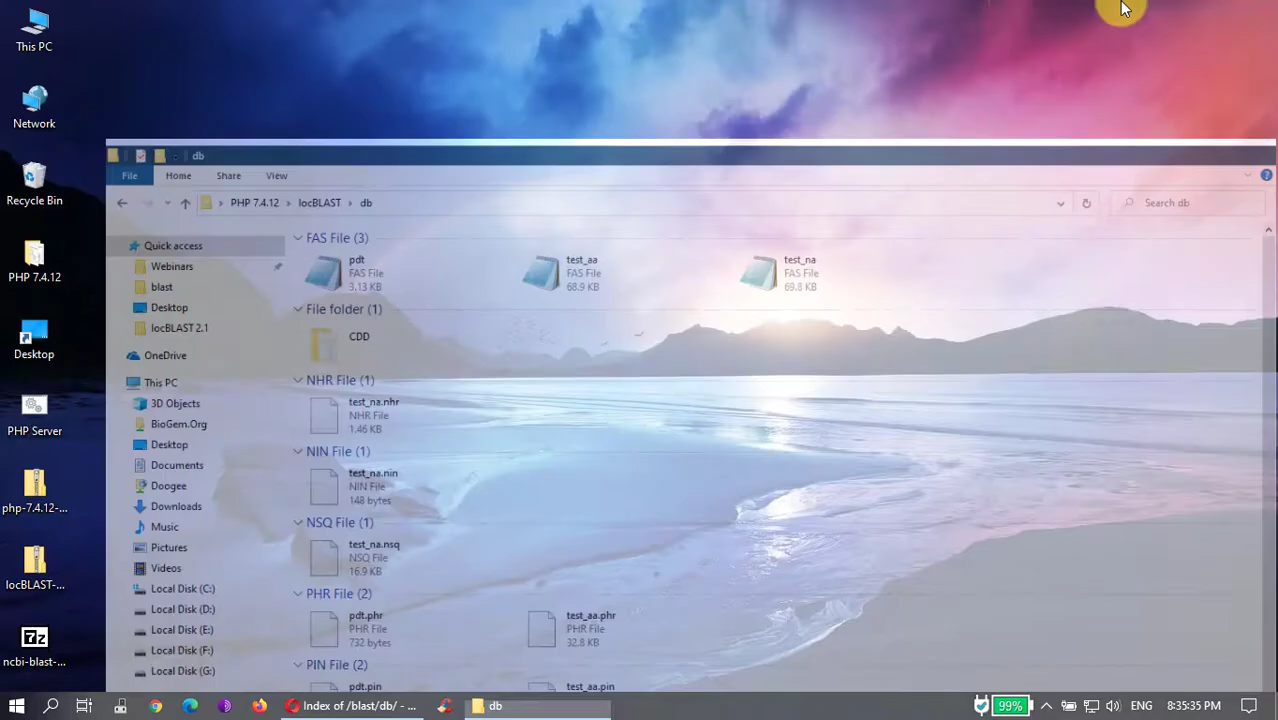 This PC
Network
Recycle Bin
PHP 7.4.12
Desktop
PHP Server
php-7.4.12-...
locBLAST-...
7z
ncbi-blast-...
db
File
Home
Share
View
PHP 7.4.12
locBLAST
db
Search db
Quick access
Webinars
blast
Desktop
locBLAST 2.1
OneDrive
This PC
3D Objects
BioGem.Org
Desktop
Documents
Doogee
Downloads
Music
Pictures
Videos
Local Disk (C:)
Local Disk (D:)
Local Disk (E:)
Local Disk (F:)
Local Disk (G:)
FAS File (3)
pdt
FAS File
3.13 KB
test_aa
FAS File
68.9 KB
test_na
FAS File
69.8 KB
File folder (1)
CDD
NHR File (1)
test_na.nhr
NHR File
1.46 KB
NIN File (1)
test_na.nin
NIN File
148 bytes
NSQ File (1)
test_na.nsq
NSQ File
16.9 KB
PHR File (2)
pdt.phr
PHR File
732 bytes
test_aa.phr
PHR File
32.8 KB
PIN File (2)
pdt.pin
test_aa.pin
Index of /blast/db/ - ...
db
99%
ENG
8:35:35 PM